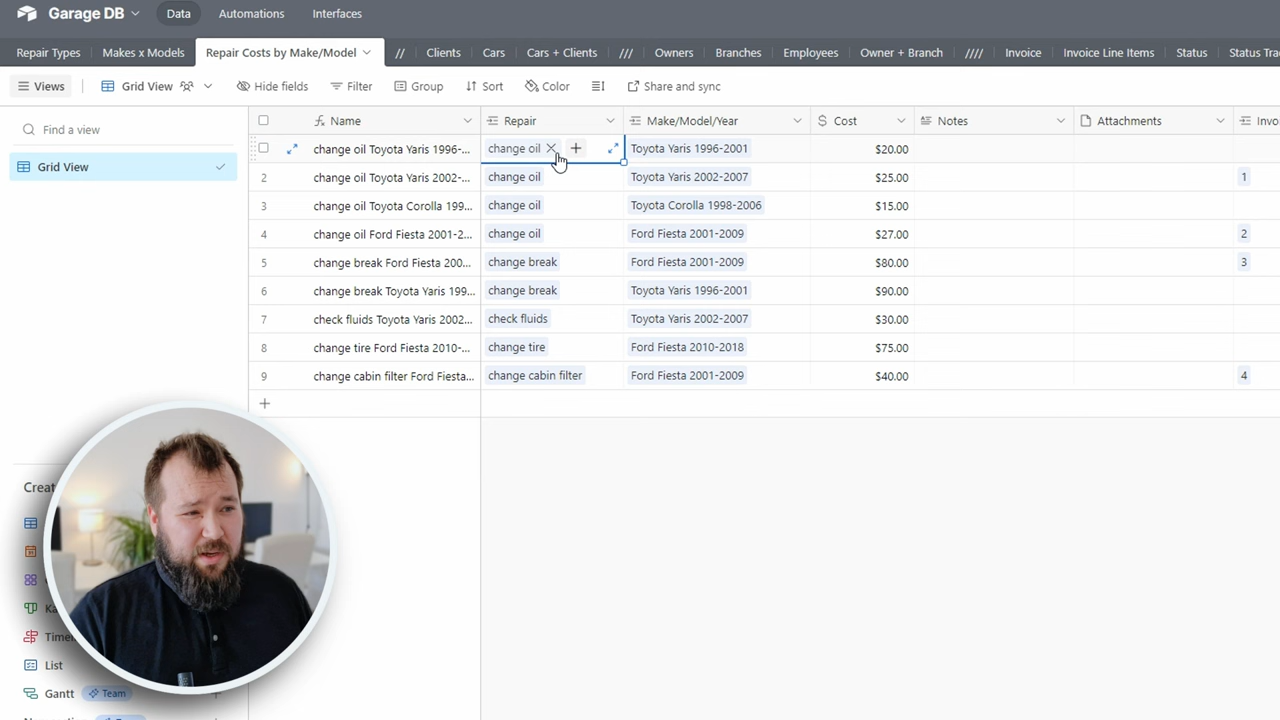 Garage DB Data Automations Interfaces
Repair Types Makes x Models Repair Costs by Make/Model // Clients Cars Cars + Clients /// Owners Branches Employees Owner + Branch //// Invoice Invoice Line Items Status Status Tra
Views Grid View Hide fields Filter Group Sort Color Share and sync
Find a view
Grid View
Name Repair Make/Model/Year Cost Notes Attachments Invo
change oil Toyota Yaris 1996-... change oil Toyota Yaris 1996-2001 $20.00
2 change oil Toyota Yaris 2002-... change oil Toyota Yaris 2002-2007 $25.00 1
3 change oil Toyota Corolla 199... change oil Toyota Corolla 1998-2006 $15.00
4 change oil Ford Fiesta 2001-2... change oil Ford Fiesta 2001-2009 $27.00 2
5 change break Ford Fiesta 200... change break Ford Fiesta 2001-2009 $80.00 3
6 change break Toyota Yaris 199... change break Toyota Yaris 1996-2001 $90.00
7 check fluids Toyota Yaris 2002... check fluids Toyota Yaris 2002-2007 $30.00
8 change tire Ford Fiesta 2010-... change tire Ford Fiesta 2010-2018 $75.00
9 change cabin filter Ford Fiesta... change cabin filter Ford Fiesta 2001-2009 $40.00 4
Creat
Ka
Time
List
Gantt Team